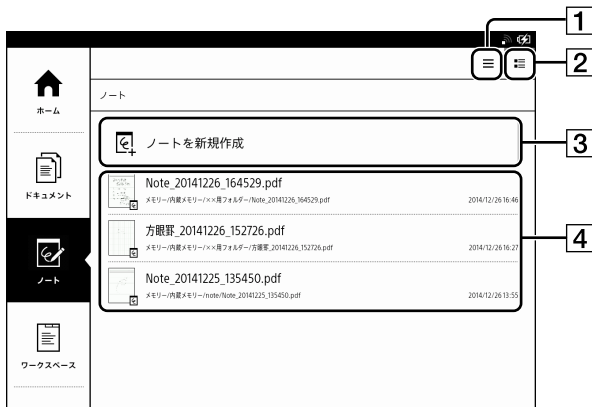 1
2
ホーム
ノート
3
ノートを新規作成
ドキュメント
Note_20141226_164529.pdf
メモリー/内蔵メモリー/××用フォルダー/Note_20141226_164529.pdf 2014/12/26 16:46
4
方眼罫_20141226_152726.pdf
メモリー/内蔵メモリー/××用フォルダー/方眼罫_20141226_152726.pdf 2014/12/26 16:27
ノート
Note_20141225_135450.pdf
メモリー/内蔵メモリー/note/Note_20141225_135450.pdf 2014/12/26 13:55
ワークスペース